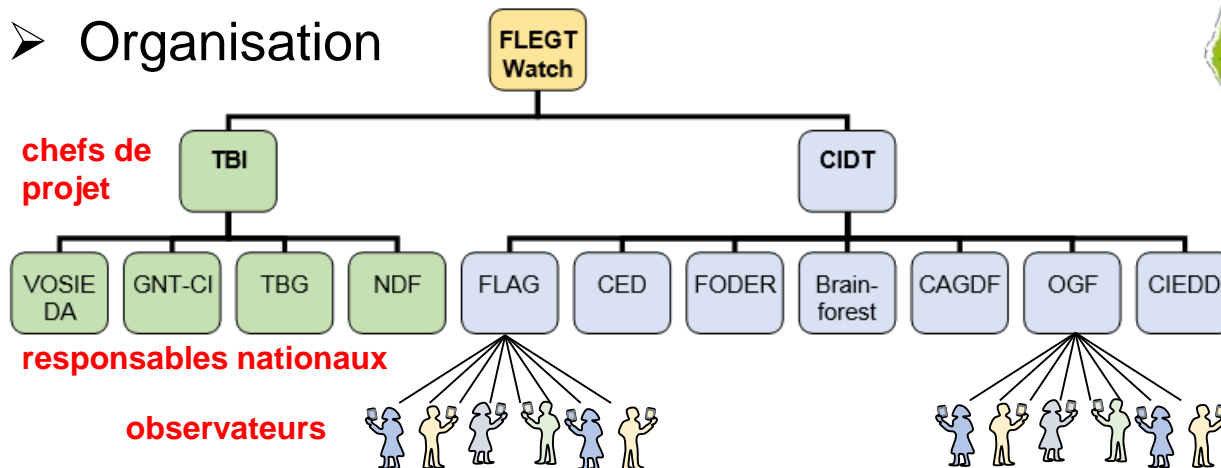 ➢ Organisation
FLEGT
Watch
chefs de
projet
TBI
CIDT
VOSIE
DA
GNT-CI
TBG
NDF
FLAG
CED
FODER
Brain-
forest
CAGDF
OGF
CIEDD
responsables nationaux
observateurs